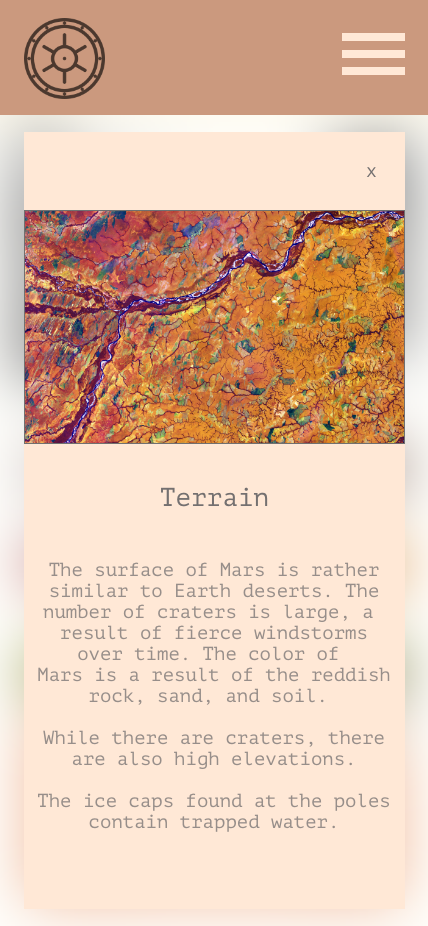 x
Terrain
The surface of Mars is rather
similar to Earth deserts. The
number of craters is large, a
result of fierce windstorms
over time. The color of
Mars is a result of the reddish
rock, sand, and soil.
While there are craters, there
are also high elevations.
The ice caps found at the poles
contain trapped water.